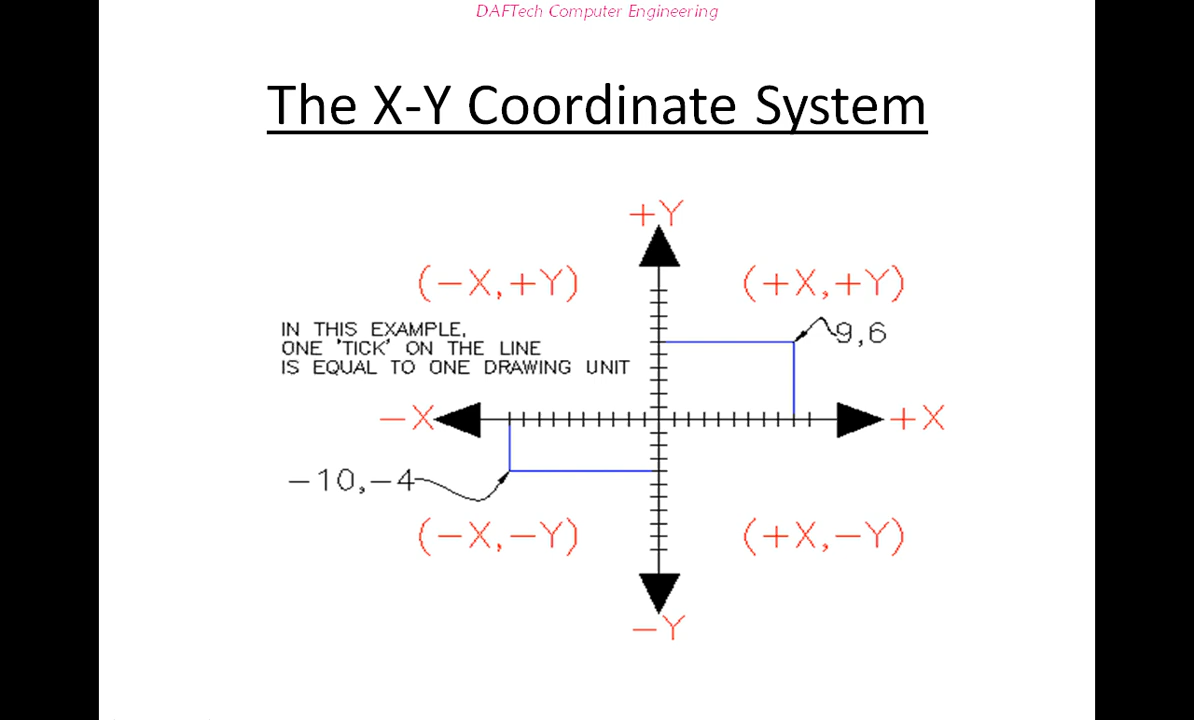 DAFTech Computer Engineering
The X-Y Coordinate System
+Y
(−X,+Y)
(+X,+Y)
IN THIS EXAMPLE,
ONE 'TICK' ON THE LINE
IS EQUAL TO ONE DRAWING UNIT
9,6
−X
+X
−10,−4
(−X,−Y)
(+X,−Y)
−Y